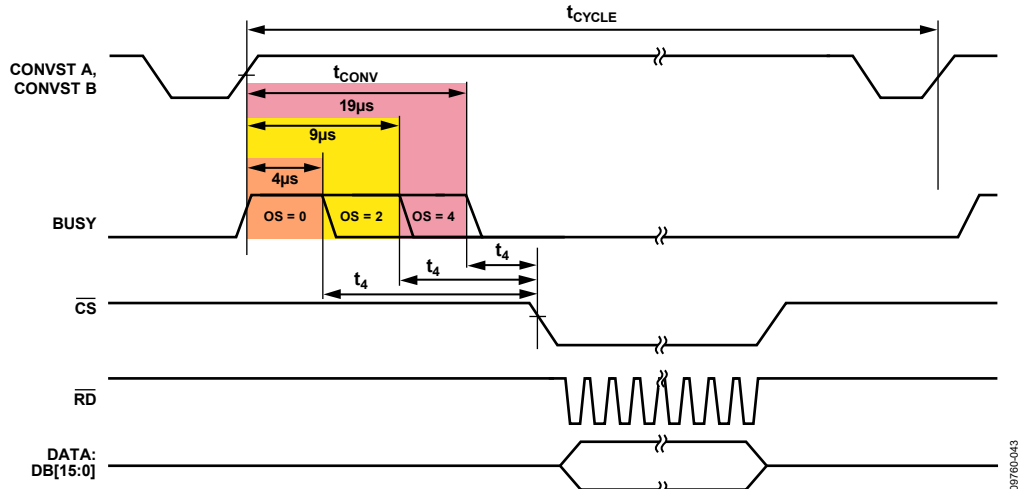 tCYCLE
CONVST A,
CONVST B
tCONV
19µs
9µs
4µs
BUSY
OS = 0
OS = 2
OS = 4
t4
t4
t4
CS
RD
DATA:
DB[15:0]
09760-043